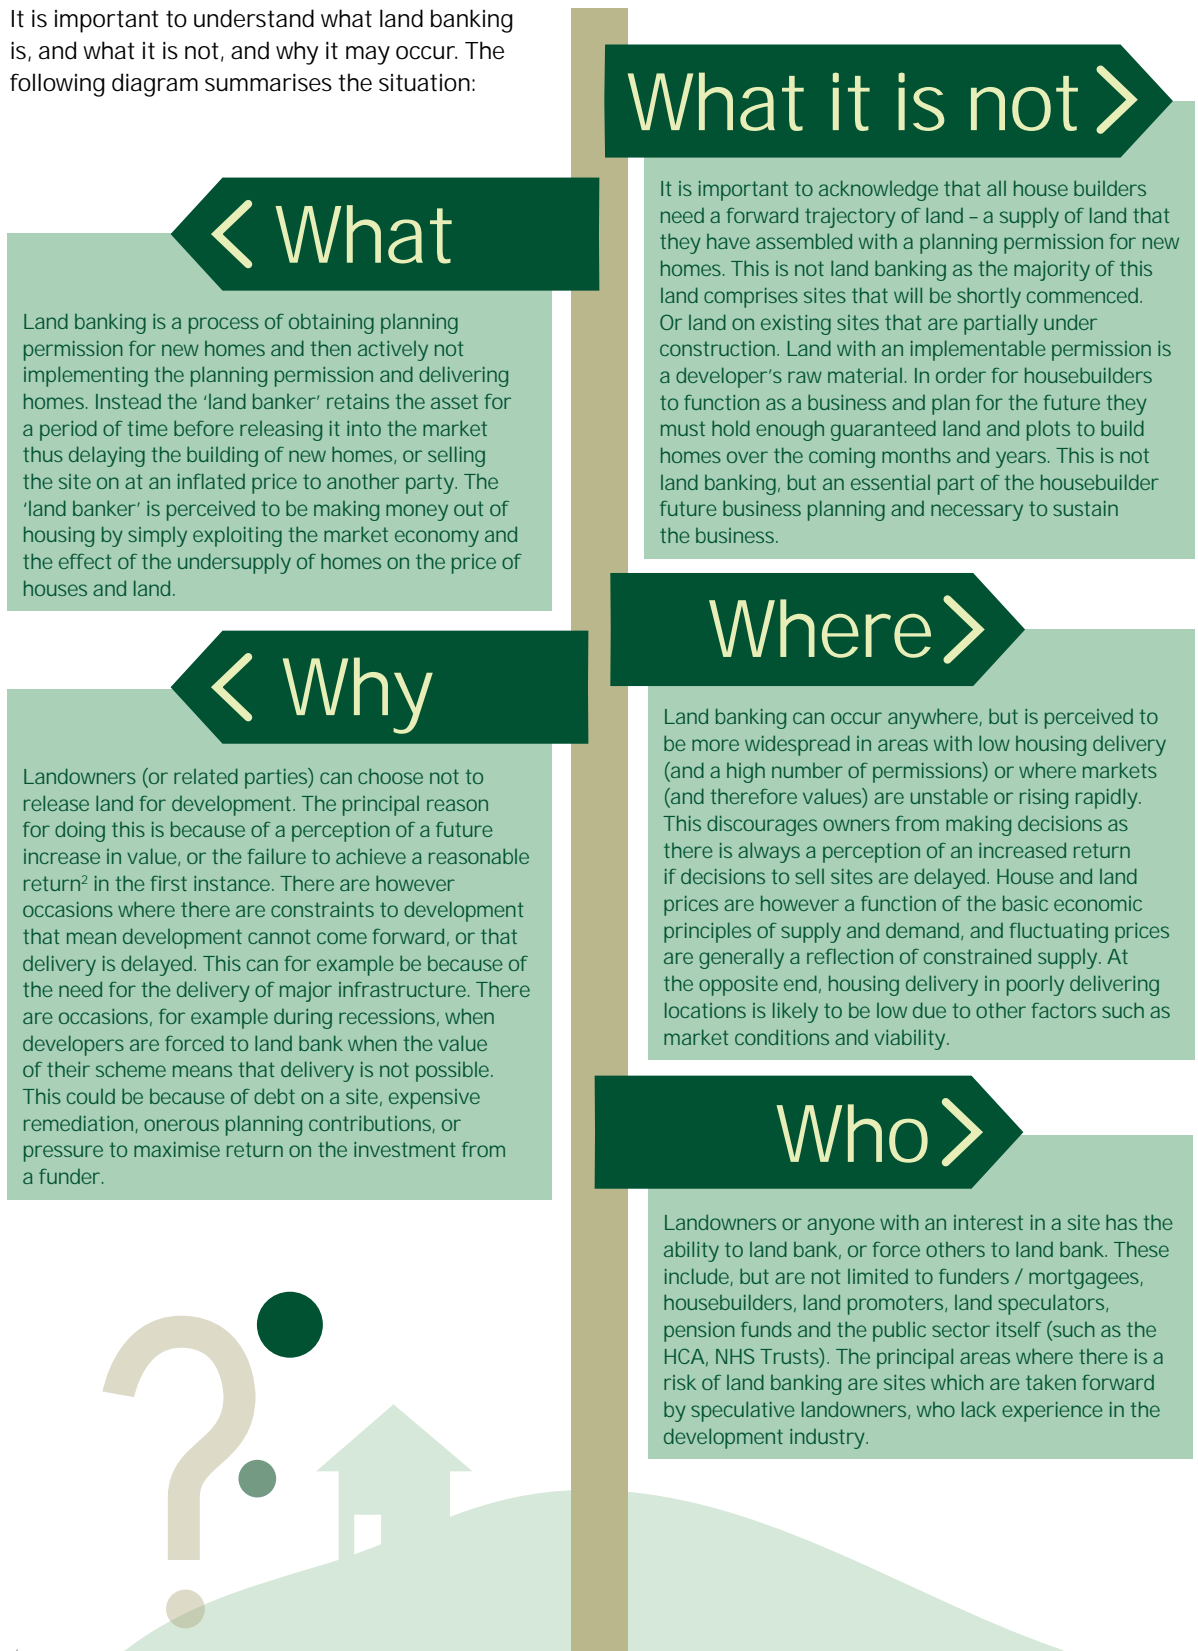 It is important to understand what land banking
is, and what it is not, and why it may occur. The
following diagram summarises the situation:
What
Land banking is a process of obtaining planning
permission for new homes and then actively not
implementing the planning permission and delivering
homes. Instead the ‘land banker’ retains the asset for
a period of time before releasing it into the market
thus delaying the building of new homes, or selling
the site on at an inflated price to another party. The
‘land banker’ is perceived to be making money out of
housing by simply exploiting the market economy and
the effect of the undersupply of homes on the price of
houses and land.
What it is not
It is important to acknowledge that all house builders
need a forward trajectory of land – a supply of land that
they have assembled with a planning permission for new
homes. This is not land banking as the majority of this
land comprises sites that will be shortly commenced.
Or land on existing sites that are partially under
construction. Land with an implementable permission is
a developer’s raw material. In order for housebuilders
to function as a business and plan for the future they
must hold enough guaranteed land and plots to build
homes over the coming months and years. This is not
land banking, but an essential part of the housebuilder
future business planning and necessary to sustain
the business.
Why
Landowners (or related parties) can choose not to
release land for development. The principal reason
for doing this is because of a perception of a future
increase in value, or the failure to achieve a reasonable
return² in the first instance. There are however
occasions where there are constraints to development
that mean development cannot come forward, or that
delivery is delayed. This can for example be because of
the need for the delivery of major infrastructure. There
are occasions, for example during recessions, when
developers are forced to land bank when the value
of their scheme means that delivery is not possible.
This could be because of debt on a site, expensive
remediation, onerous planning contributions, or
pressure to maximise return on the investment from
a funder.
Where
Land banking can occur anywhere, but is perceived to
be more widespread in areas with low housing delivery
(and a high number of permissions) or where markets
(and therefore values) are unstable or rising rapidly.
This discourages owners from making decisions as
there is always a perception of an increased return
if decisions to sell sites are delayed. House and land
prices are however a function of the basic economic
principles of supply and demand, and fluctuating prices
are generally a reflection of constrained supply. At
the opposite end, housing delivery in poorly delivering
locations is likely to be low due to other factors such as
market conditions and viability.
Who
Landowners or anyone with an interest in a site has the
ability to land bank, or force others to land bank. These
include, but are not limited to funders / mortgagees,
housebuilders, land promoters, land speculators,
pension funds and the public sector itself (such as the
HCA, NHS Trusts). The principal areas where there is a
risk of land banking are sites which are taken forward
by speculative landowners, who lack experience in the
development industry.
?